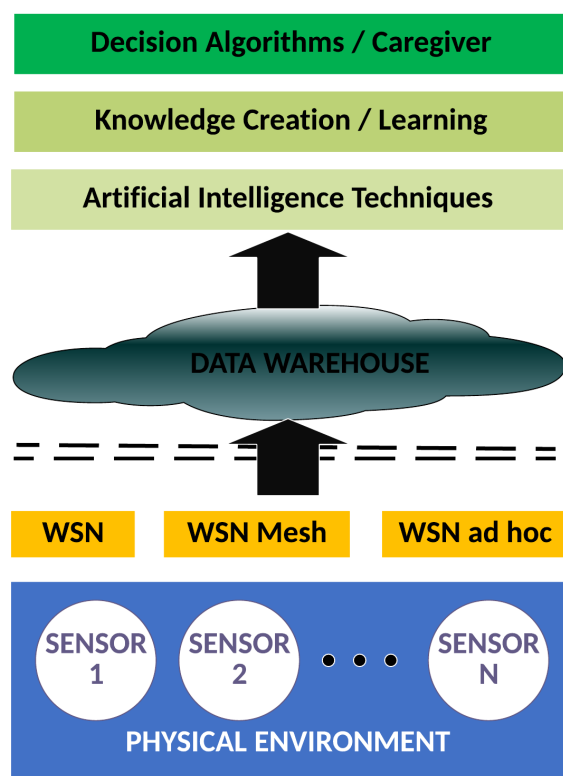 Decision Algorithms / Caregiver
Knowledge Creation / Learning
Artificial Intelligence Techniques
DATA WAREHOUSE
WSN
WSN Mesh
WSN ad hoc
SENSOR
1
SENSOR
2
SENSOR
N
PHYSICAL ENVIRONMENT